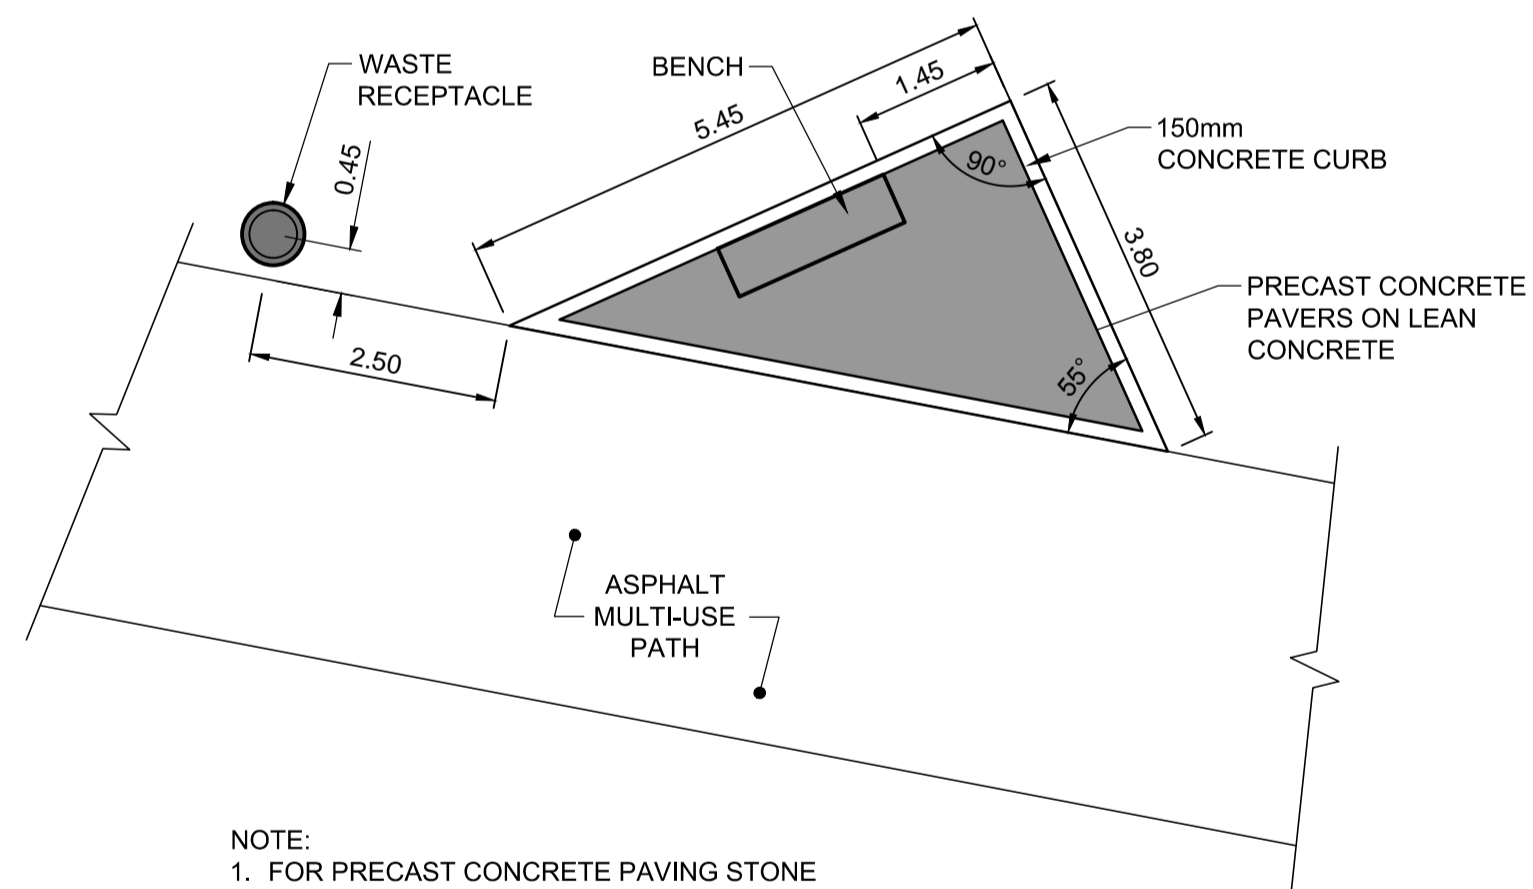 WASTE
RECEPTACLE
BENCH
1.45
5.45
0.45
90°
150mm
CONCRETE CURB
3.80
PRECAST CONCRETE
PAVERS ON LEAN
CONCRETE
2.50
55°
ASPHALT
MULTI-USE
PATH
NOTE:
1. FOR PRECAST CONCRETE PAVING STONE